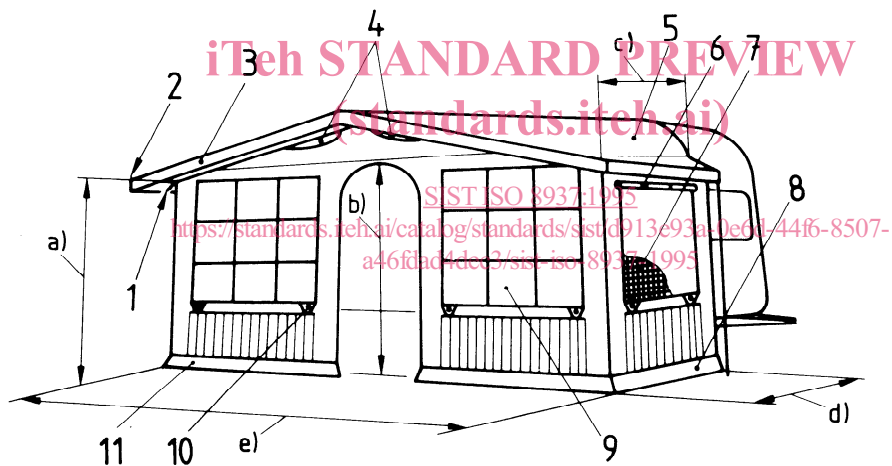 4
5
6
7
c)
iTeh STANDARD PREVIEW
3
2
(standards.iteh.ai)
SIST ISO 8937:1995
8
b)
https://standards.iteh.ai/catalog/standards/sist/d913e93a-0e6d-44f6-8507-
a)
a46fdad4dee3/sist-iso-8937-1995
1
d)
11
10
e)
9